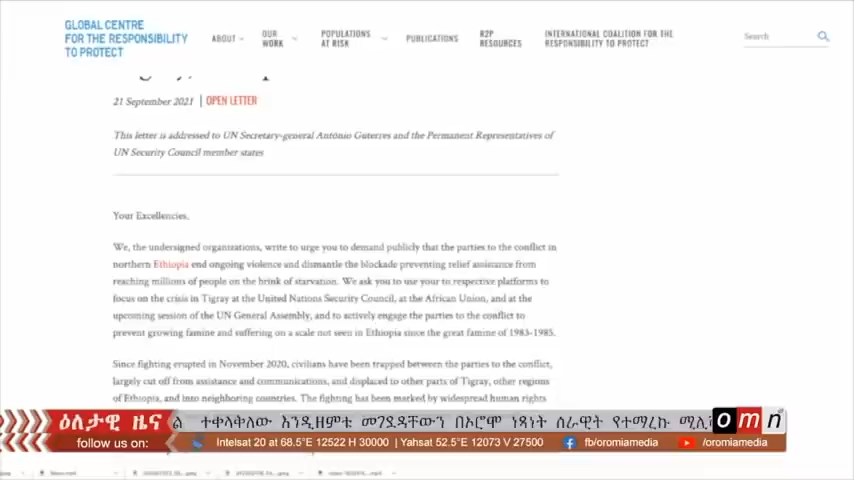 GLOBAL CENTRE
FOR THE RESPONSIBILITY
TO PROTECT
ABOUT
OUR WORK
POPULATIONS AT RISK
PUBLICATIONS
R2P RESOURCES
INTERNATIONAL COALITION FOR THE RESPONSIBILITY TO PROTECT
Search
21 September 2021 | OPEN LETTER
This letter is addressed to UN Secretary-general António Guterres and the Permanent Representatives of
UN Security Council member states
Your Excellencies,
We, the undersigned organizations, write to urge you to demand publicly that the parties to the conflict in
northern Ethiopia end ongoing violence and dismantle the blockade preventing relief assistance from
reaching millions of people on the brink of starvation. We ask you to use your to respective platforms to
focus on the crisis in Tigray at the United Nations Security Council, at the African Union, and at the
upcoming session of the UN General Assembly, and to actively engage the parties to the conflict to
prevent growing famine and suffering on a scale not seen in Ethiopia since the great famine of 1983-1985.
Since fighting erupted in November 2020, civilians have been trapped between the parties to the conflict,
largely cut off from assistance and communications, and displaced to other parts of Tigray, other regions
of Ethiopia, and into neighboring countries. The fighting has been marked by widespread human rights
ዕለታዊ ዜና ል ተቀላቅለው እንዲዘምቱ መገደዳቸውን በኦሮሞ ነጻነት ሰራዊት የተማረኩ omn
follow us on: Intelsat 20 at 68.5°E 12522 H 30000 | Yahsat 52.5°E 12073 V 27500 fb/oromiamedia /oromiamedia